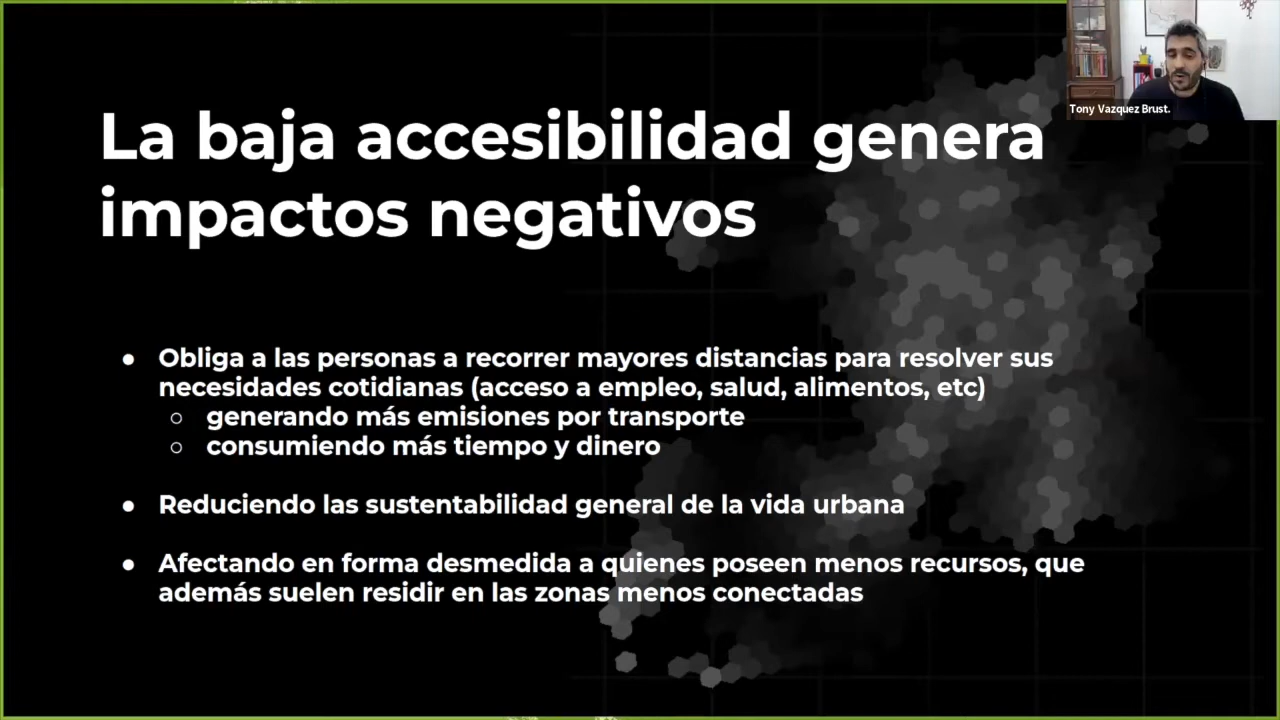 La baja accesibilidad genera
impactos negativos
● Obliga a las personas a recorrer mayores distancias para resolver sus
necesidades cotidianas (acceso a empleo, salud, alimentos, etc)
○ generando más emisiones por transporte
○ consumiendo más tiempo y dinero
● Reduciendo las sustentabilidad general de la vida urbana
● Afectando en forma desmedida a quienes poseen menos recursos, que
además suelen residir en las zonas menos conectadas
Tony Vazquez Brust.